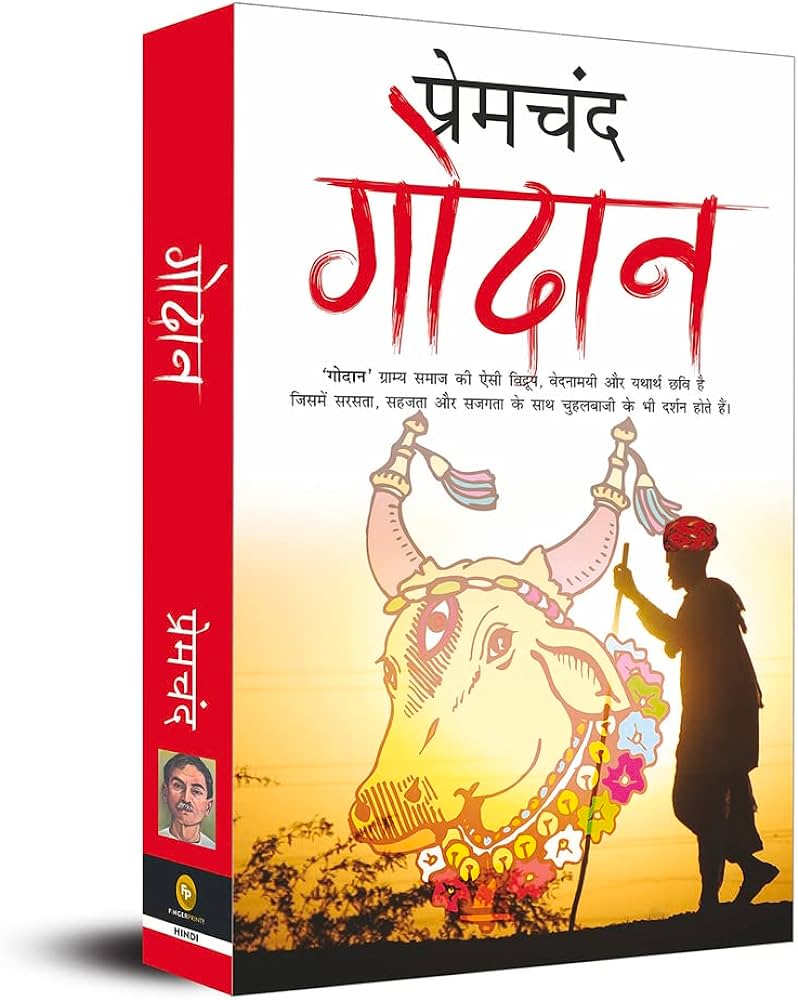 प्रेमचंद
गोदान
‘गोदान’ ग्राम्य समाज की ऐसी विद्रूप, वेदनामयी और यथार्थ छवि है
जिसमें सरसता, सहजता और सजगता के साथ चुहलबाजी के भी दर्शन होते हैं।
गोदान
प्रेमचंद
FP
FINGERPRINT!
HINDI